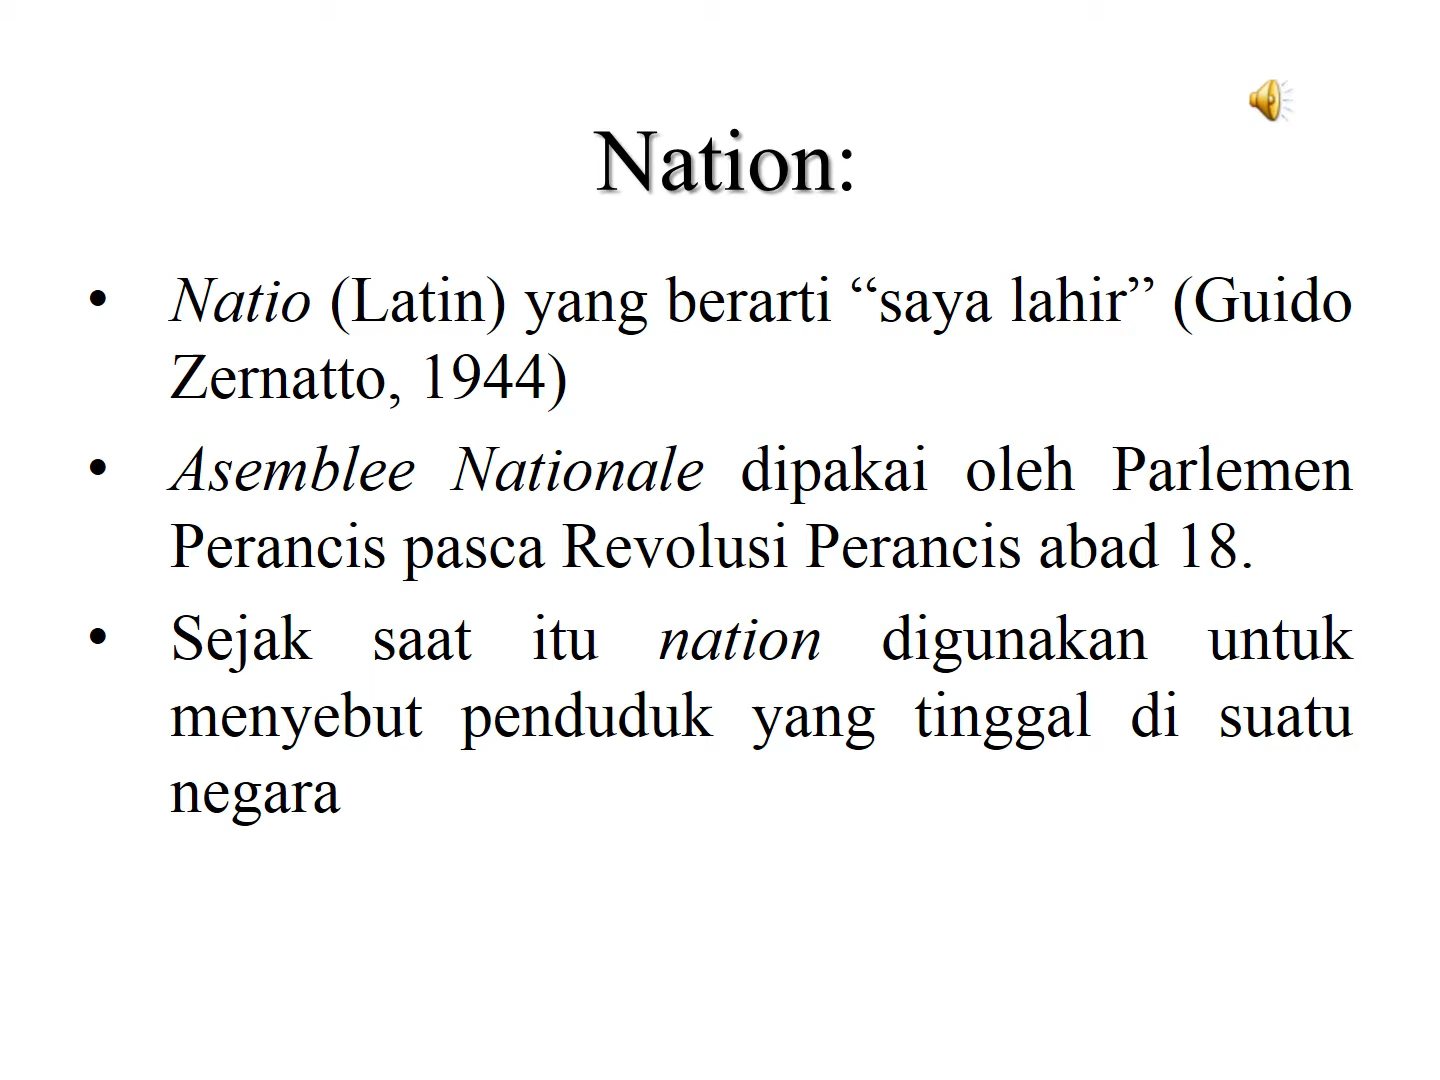 Nation:
• Natio (Latin) yang berarti “saya lahir” (Guido
Zernatto, 1944)
• Asemblee Nationale dipakai oleh Parlemen
Perancis pasca Revolusi Perancis abad 18.
• Sejak saat itu nation digunakan untuk
menyebut penduduk yang tinggal di suatu
negara